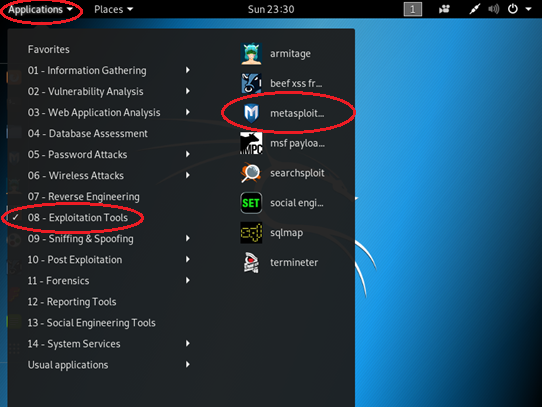 Applications Places Sun 23:30 1
Favorites
01 - Information Gathering
02 - Vulnerability Analysis
03 - Web Application Analysis
04 - Database Assessment
05 - Password Attacks
06 - Wireless Attacks
07 - Reverse Engineering
08 - Exploitation Tools
09 - Sniffing & Spoofing
10 - Post Exploitation
11 - Forensics
12 - Reporting Tools
13 - Social Engineering Tools
14 - System Services
Usual applications
armitage
beef xss fr...
metasploit...
MPC
msf payloa...
searchsploit
SET
social engi...
sql
sqlmap
termineter